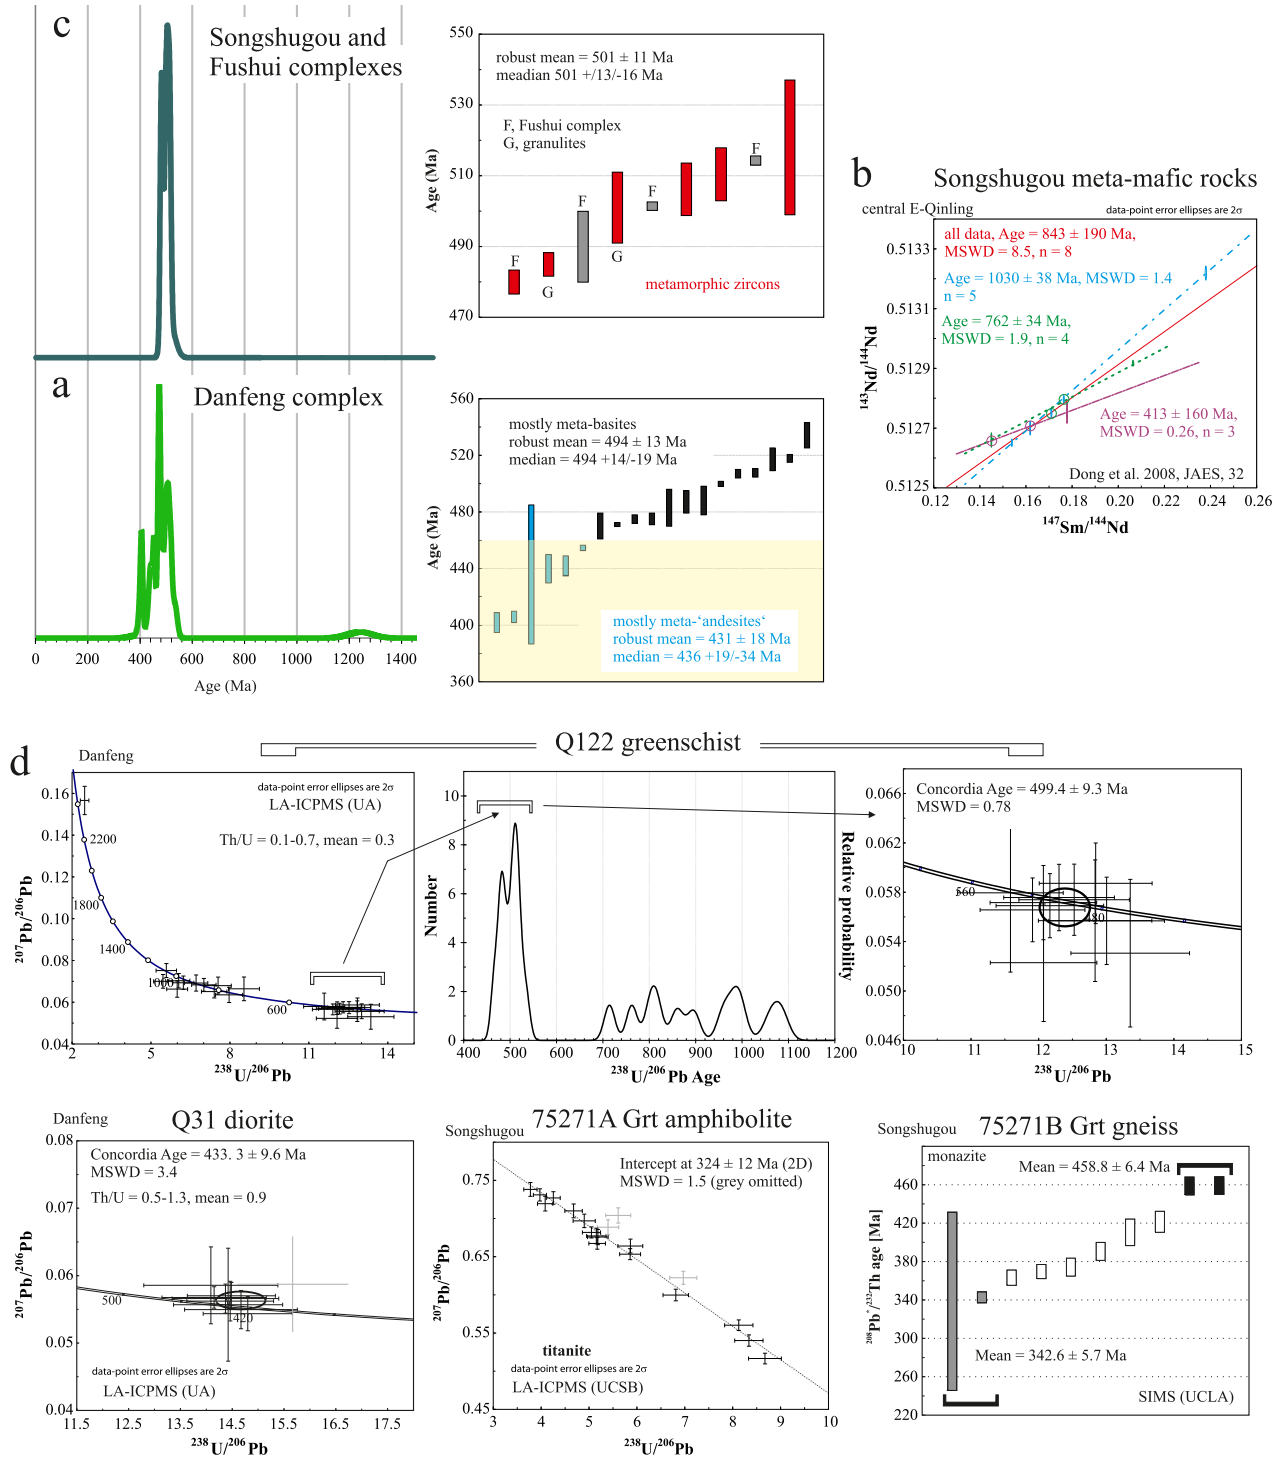 c
Songshugou and
Fushui complexes
a
Danfeng complex
0
200
400
600
800
1000
1200
1400
Age (Ma)
550
530
510
490
470
Age (Ma)
robust mean = 501 ± 11 Ma
meadian 501 +/13/-16 Ma
F, Fushui complex
G, granulites
F
G
F
G
F
F
metamorphic zircons
560
520
480
440
400
360
Age (Ma)
mostly meta-basites
robust mean = 494 ± 13 Ma
median = 494 +14/-19 Ma
mostly meta-‘andesites‘
robust mean = 431 ± 18 Ma
median = 436 +19/-34 Ma
b
Songshugou meta-mafic rocks
central E-Qinling
data-point error ellipses are 2σ
all data, Age = 843 ± 190 Ma,
MSWD = 8.5, n = 8
Age = 1030 ± 38 Ma, MSWD = 1.4
n = 5
Age = 762 ± 34 Ma,
MSWD = 1.9, n = 4
Age = 413 ± 160 Ma,
MSWD = 0.26, n = 3
Dong et al. 2008, JAES, 32
0.5133
0.5131
0.5129
0.5127
0.5125
143Nd/144Nd
0.12
0.14
0.16
0.18
0.20
0.22
0.24
0.26
147Sm/144Nd
d
Q122 greenschist
Danfeng
data-point error ellipses are 2σ
LA-ICPMS (UA)
Th/U = 0.1-0.7, mean = 0.3
2200
1800
1400
1000
600
0.16
0.14
0.12
0.10
0.08
0.06
0.04
207Pb/206Pb
2
5
8
11
14
238U/206Pb
10
8
6
4
2
0
Number
Relative probability
400
500
600
700
800
900
1000
1100
1200
238U/206Pb Age
Concordia Age = 499.4 ± 9.3 Ma
MSWD = 0.78
560
0.066
0.062
0.058
0.054
0.050
0.046
10
11
12
13
14
15
238U/206Pb
Danfeng
Q31 diorite
Concordia Age = 433. 3 ± 9.6 Ma
MSWD = 3.4
Th/U = 0.5-1.3, mean = 0.9
500
420
data-point error ellipses are 2σ
LA-ICPMS (UA)
0.08
0.07
0.06
0.05
0.04
207Pb/206Pb
11.5
12.5
13.5
14.5
15.5
16.5
17.5
238U/206Pb
Songshugou
75271A Grt amphibolite
Intercept at 324 ± 12 Ma (2D)
MSWD = 1.5 (grey omitted)
titanite
data-point error ellipses are 2σ
LA-ICPMS (UCSB)
0.75
0.65
0.55
0.45
207Pb/206Pb
3
4
5
6
7
8
9
10
238U/206Pb
Songshugou
75271B Grt gneiss
monazite
Mean = 458.8 ± 6.4 Ma
Mean = 342.6 ± 5.7 Ma
SIMS (UCLA)
460
420
380
340
300
260
220
208Pb*/232Th age [Ma]